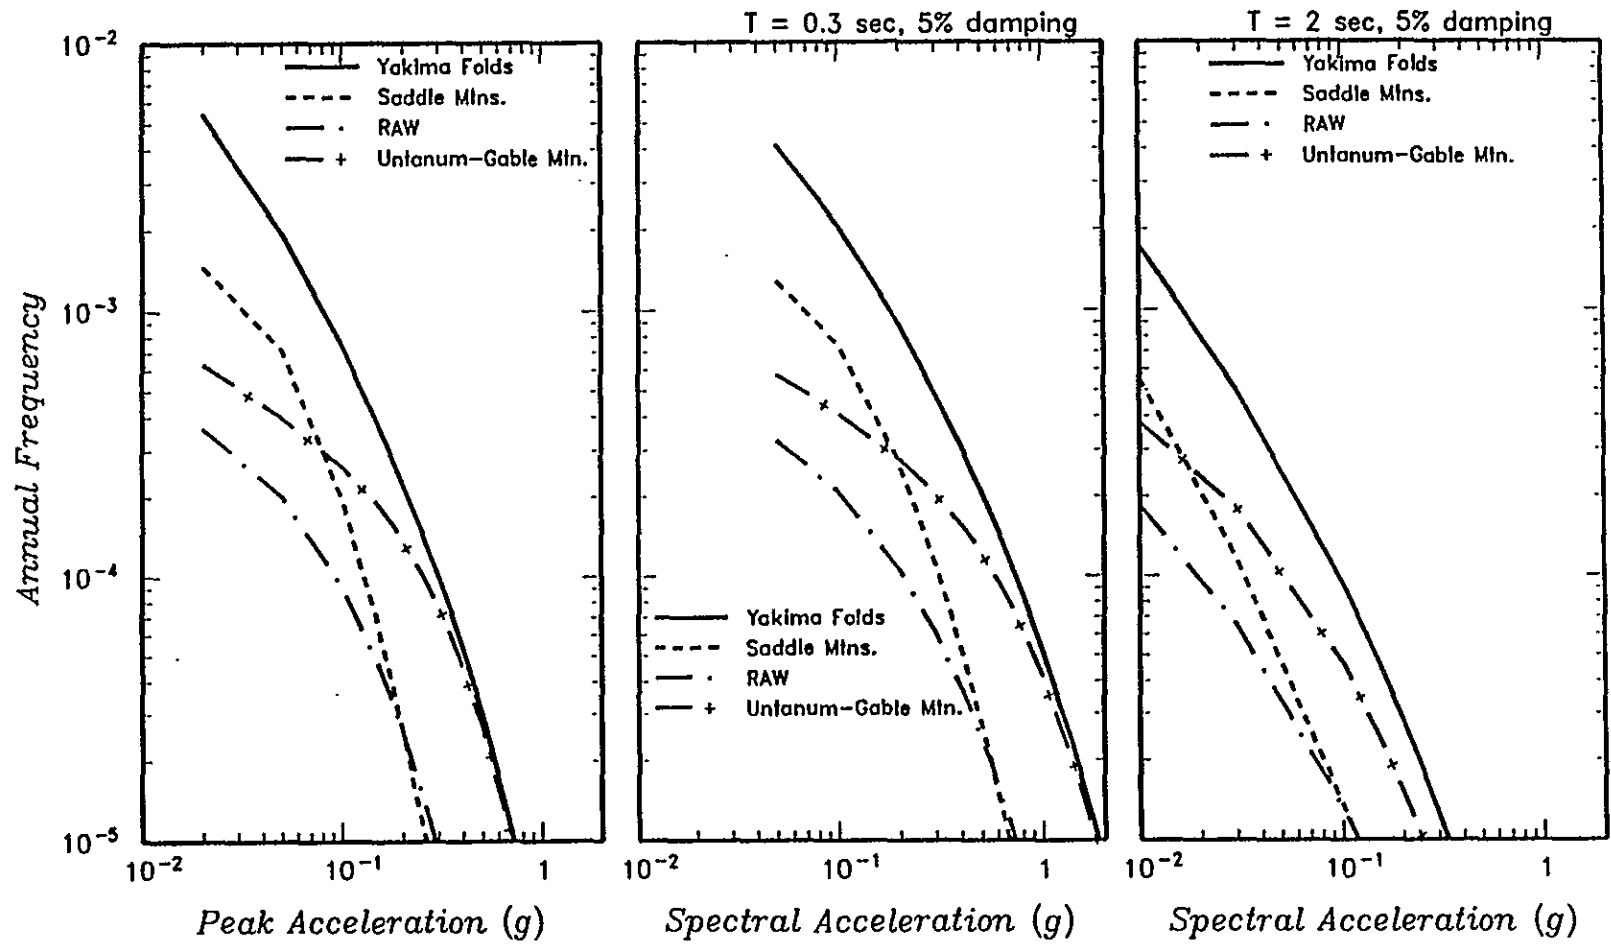 T = 0.3 sec, 5% damping
T = 2 sec, 5% damping
Annual Frequency
10⁻²
10⁻³
10⁻⁴
10⁻⁵
Yakima Folds
Saddle Mtns.
RAW
Umtanum-Gable Mtn.
10⁻²
10⁻¹
1
Peak Acceleration (g)
Yakima Folds
Saddle Mtns.
RAW
Umtanum-Gable Mtn.
10⁻²
10⁻¹
1
Spectral Acceleration (g)
Yakima Folds
Saddle Mtns.
RAW
Umtanum-Gable Mtn.
10⁻²
10⁻¹
1
Spectral Acceleration (g)